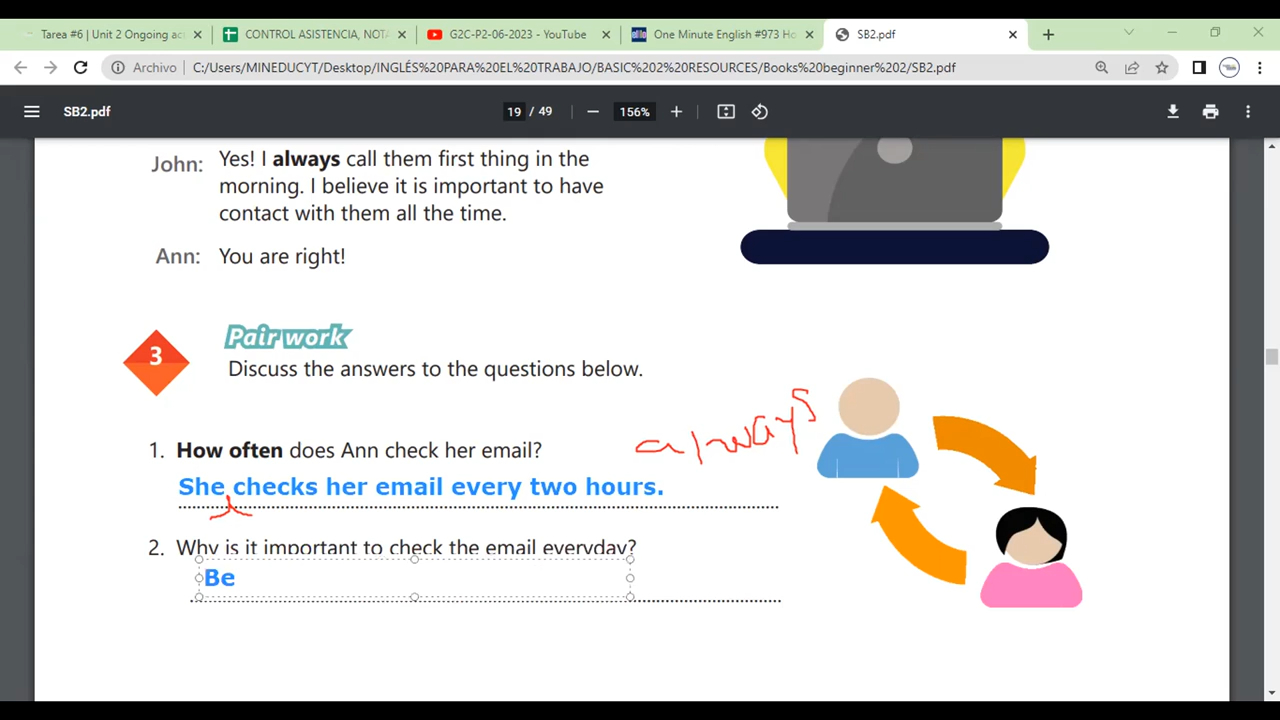 Tarea #6 | Unit 2 Ongoing ac
CONTROL ASISTENCIA, NOTA
G2C-P2-06-2023 - YouTube
One Minute English #973 Ho
SB2.pdf
Archivo
C:/Users/MINEDUCYT/Desktop/INGLÉS%20PARA%20EL%20TRABAJO/BASIC%202%20RESOURCES/Books%20beginner%202/SB2.pdf
SB2.pdf
19 / 49
156%
John: Yes! I always call them first thing in the
morning. I believe it is important to have
contact with them all the time.
Ann: You are right!
3
Pair work
Discuss the answers to the questions below.
always
1. How often does Ann check her email?
She checks her email every two hours.
2. Why is it important to check the email everyday?
Be